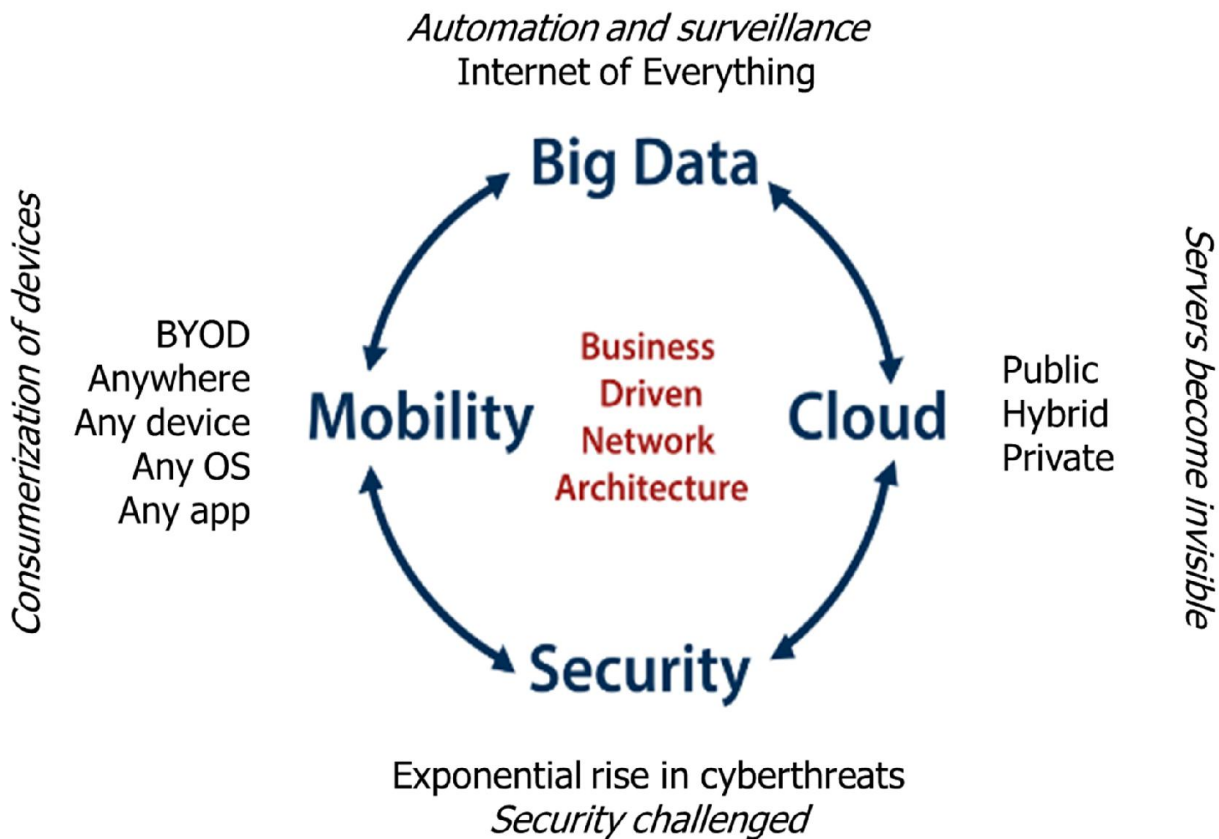 Automation and surveillance
Internet of Everything
Big Data
Consumerization of devices
BYOD
Anywhere
Any device
Any OS
Any app
Mobility
Business
Driven
Network
Architecture
Cloud
Public
Hybrid
Private
Servers become invisible
Security
Exponential rise in cyberthreats
Security challenged